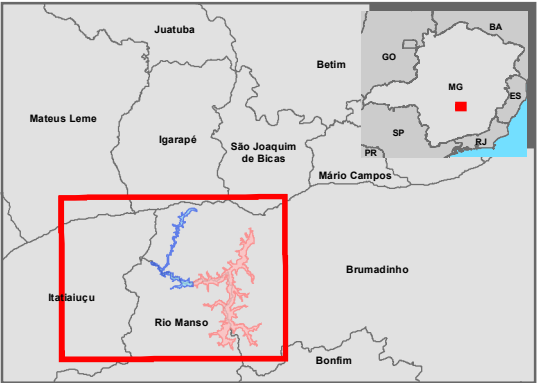 Juatuba
BA
GO
Betim
MG
ES
Mateus Leme
Igarapé
SP
São Joaquim
de Bicas
RJ
PR
Mário Campos
Brumadinho
Itatiaiuçu
Rio Manso
Bonfim